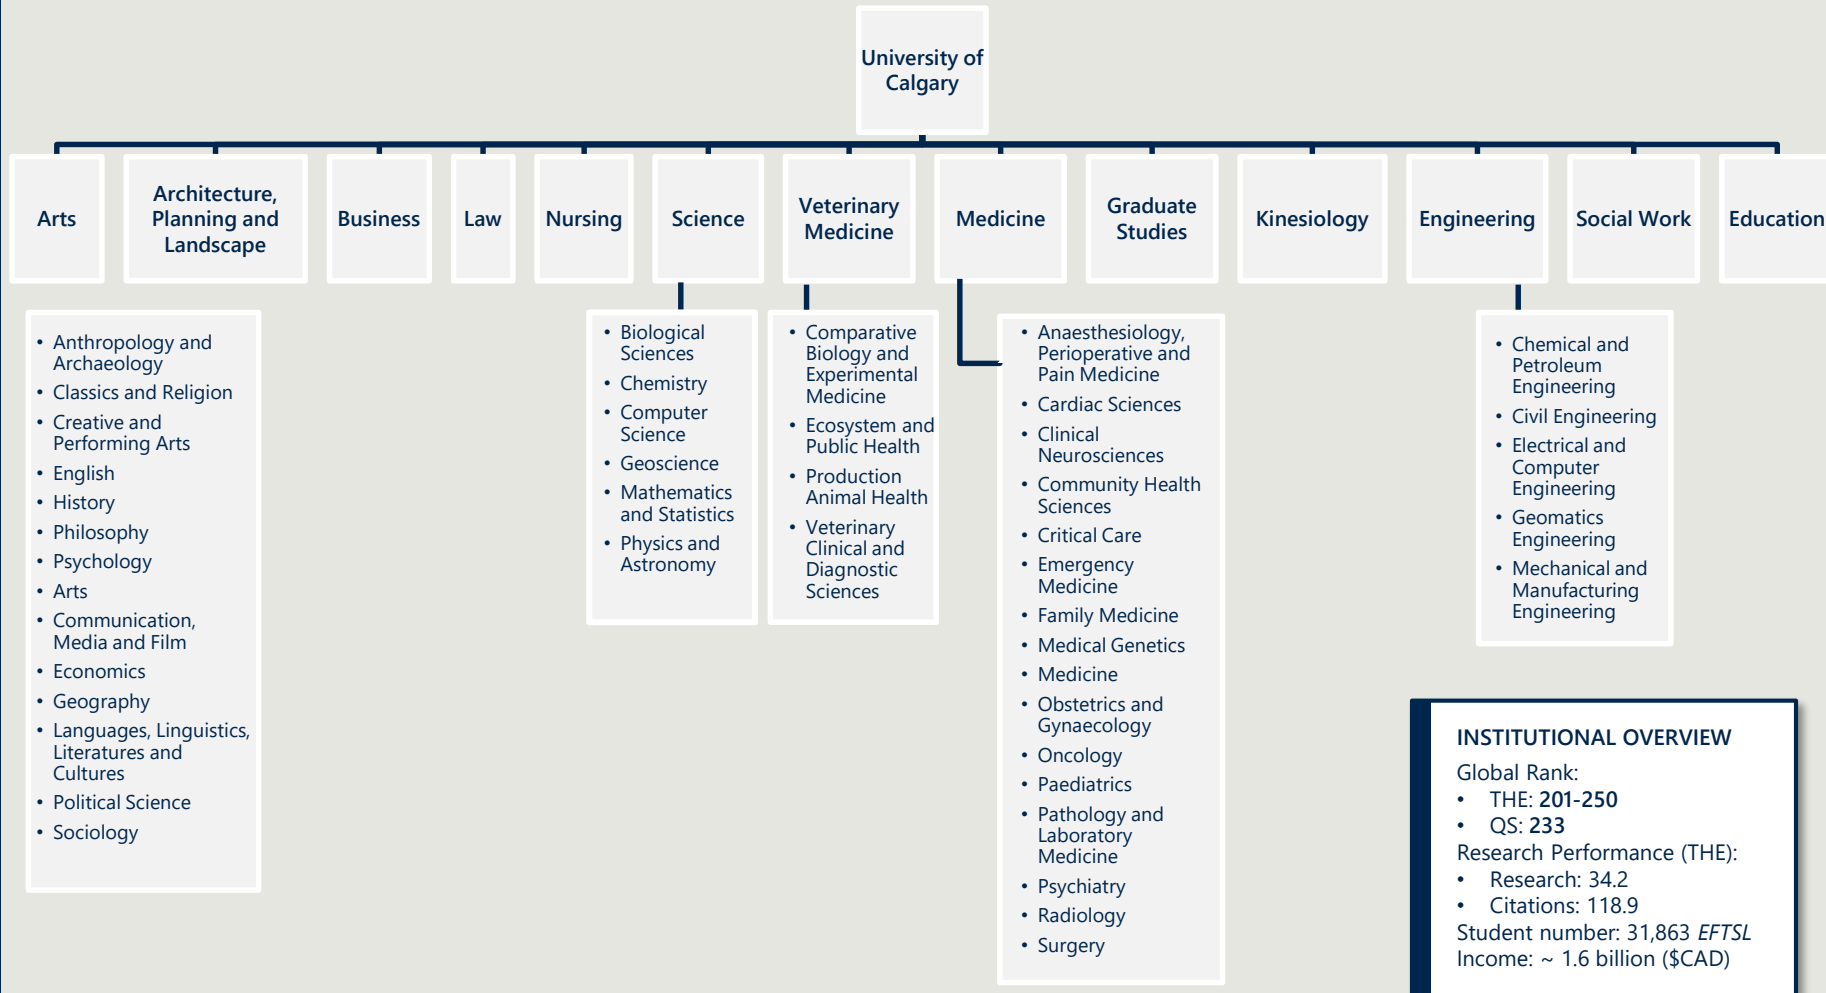 University of
Calgary
Arts
Architecture,
Planning and
Landscape
Business
Law
Nursing
Science
Veterinary
Medicine
Medicine
Graduate
Studies
Kinesiology
Engineering
Social Work
Education
• Anthropology and
Archaeology
• Classics and Religion
• Creative and
Performing Arts
• English
• History
• Philosophy
• Psychology
• Arts
• Communication,
Media and Film
• Economics
• Geography
• Languages, Linguistics,
Literatures and
Cultures
• Political Science
• Sociology
• Biological
Sciences
• Chemistry
• Computer
Science
• Geoscience
• Mathematics
and Statistics
• Physics and
Astronomy
• Comparative
Biology and
Experimental
Medicine
• Ecosystem and
Public Health
• Production
Animal Health
• Veterinary
Clinical and
Diagnostic
Sciences
• Anaesthesiology,
Perioperative and
Pain Medicine
• Cardiac Sciences
• Clinical
Neurosciences
• Community Health
Sciences
• Critical Care
• Emergency
Medicine
• Family Medicine
• Medical Genetics
• Medicine
• Obstetrics and
Gynaecology
• Oncology
• Paediatrics
• Pathology and
Laboratory
Medicine
• Psychiatry
• Radiology
• Surgery
• Chemical and
Petroleum
Engineering
• Civil Engineering
• Electrical and
Computer
Engineering
• Geomatics
Engineering
• Mechanical and
Manufacturing
Engineering
INSTITUTIONAL OVERVIEW
Global Rank:
• THE: 201-250
• QS: 233
Research Performance (THE):
• Research: 34.2
• Citations: 118.9
Student number: 31,863 EFTSL
Income: ~ 1.6 billion ($CAD)